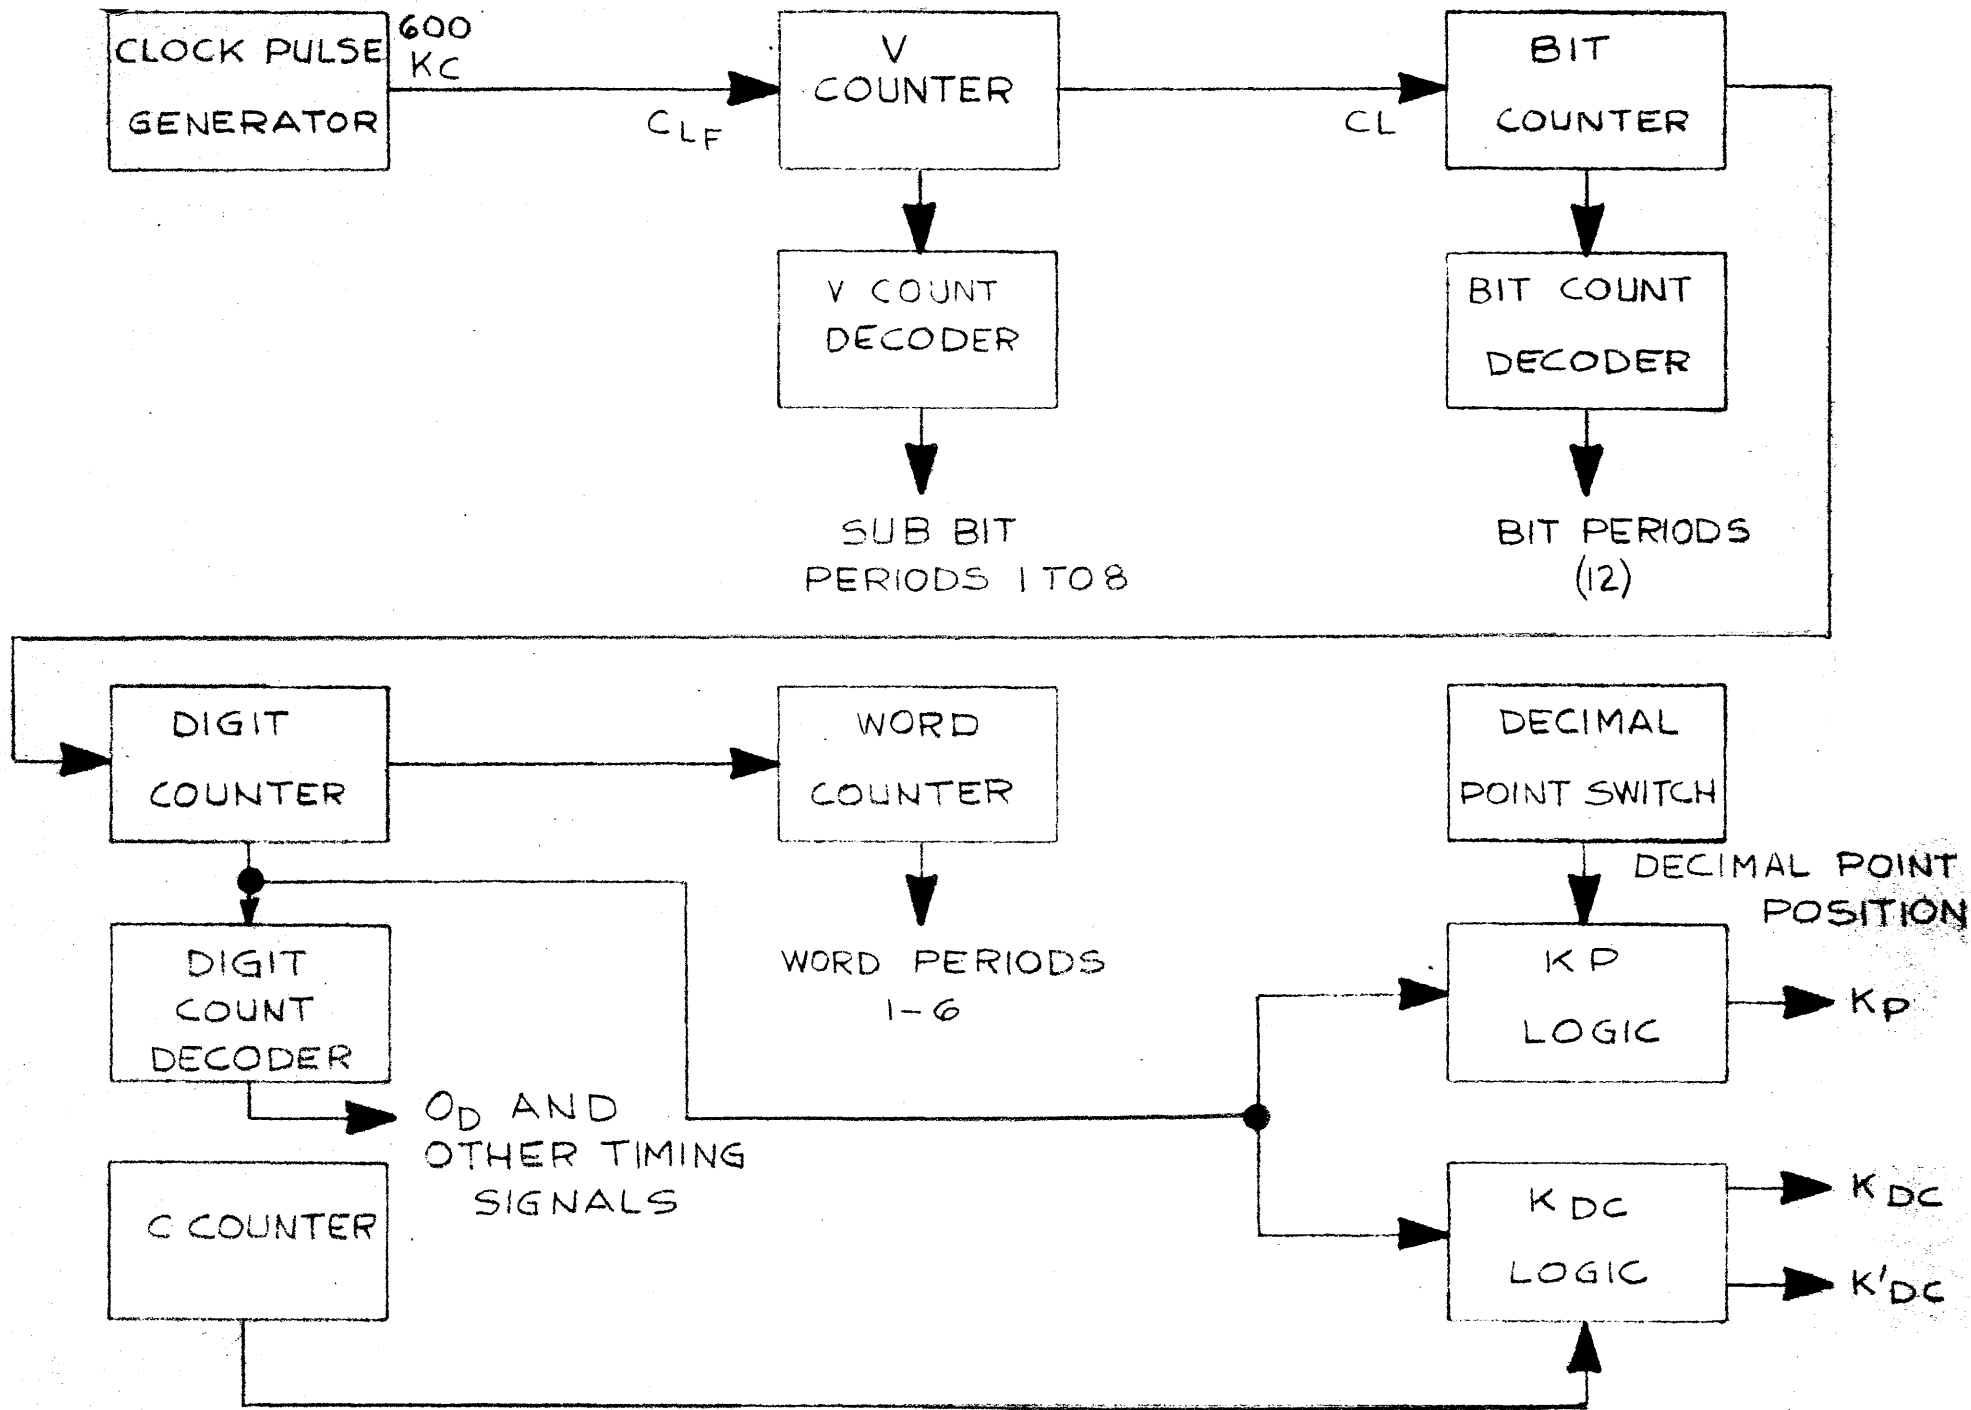 CLOCK PULSE
GENERATOR
600
KC
CLF
V
COUNTER
CL
BIT
COUNTER
V COUNT
DECODER
BIT COUNT
DECODER
SUB BIT
PERIODS 1 TO 8
BIT PERIODS
(12)
DIGIT
COUNTER
WORD
COUNTER
DECIMAL
POINT SWITCH
DECIMAL POINT
POSITION
DIGIT
COUNT
DECODER
WORD PERIODS
1-6
KP
LOGIC
KP
OD AND
OTHER TIMING
SIGNALS
C COUNTER
KDC
LOGIC
KDC
K'DC